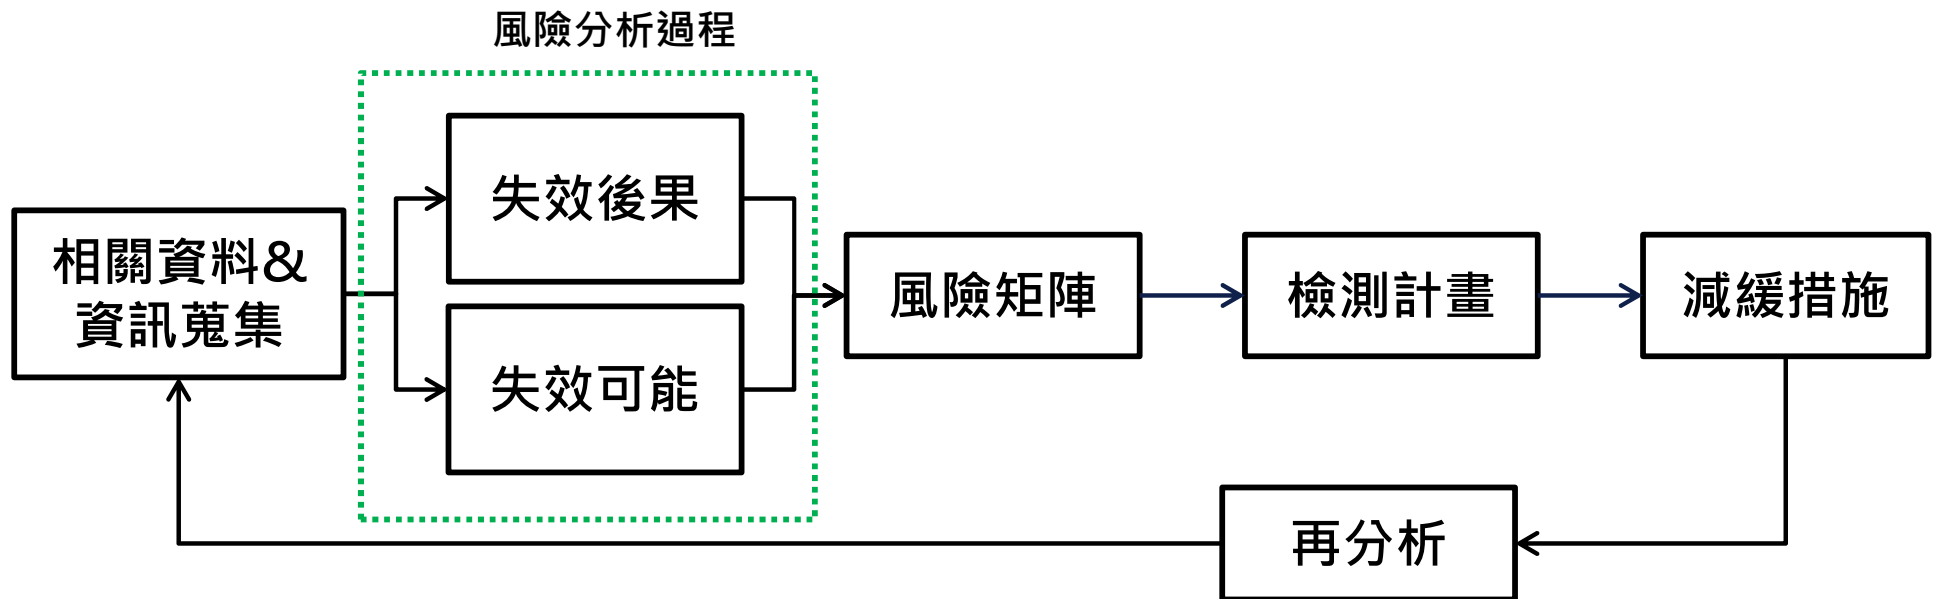 風險分析過程
相關資料&
資訊蒐集
失效後果
失效可能
風險矩陣
檢測計畫
減緩措施
再分析